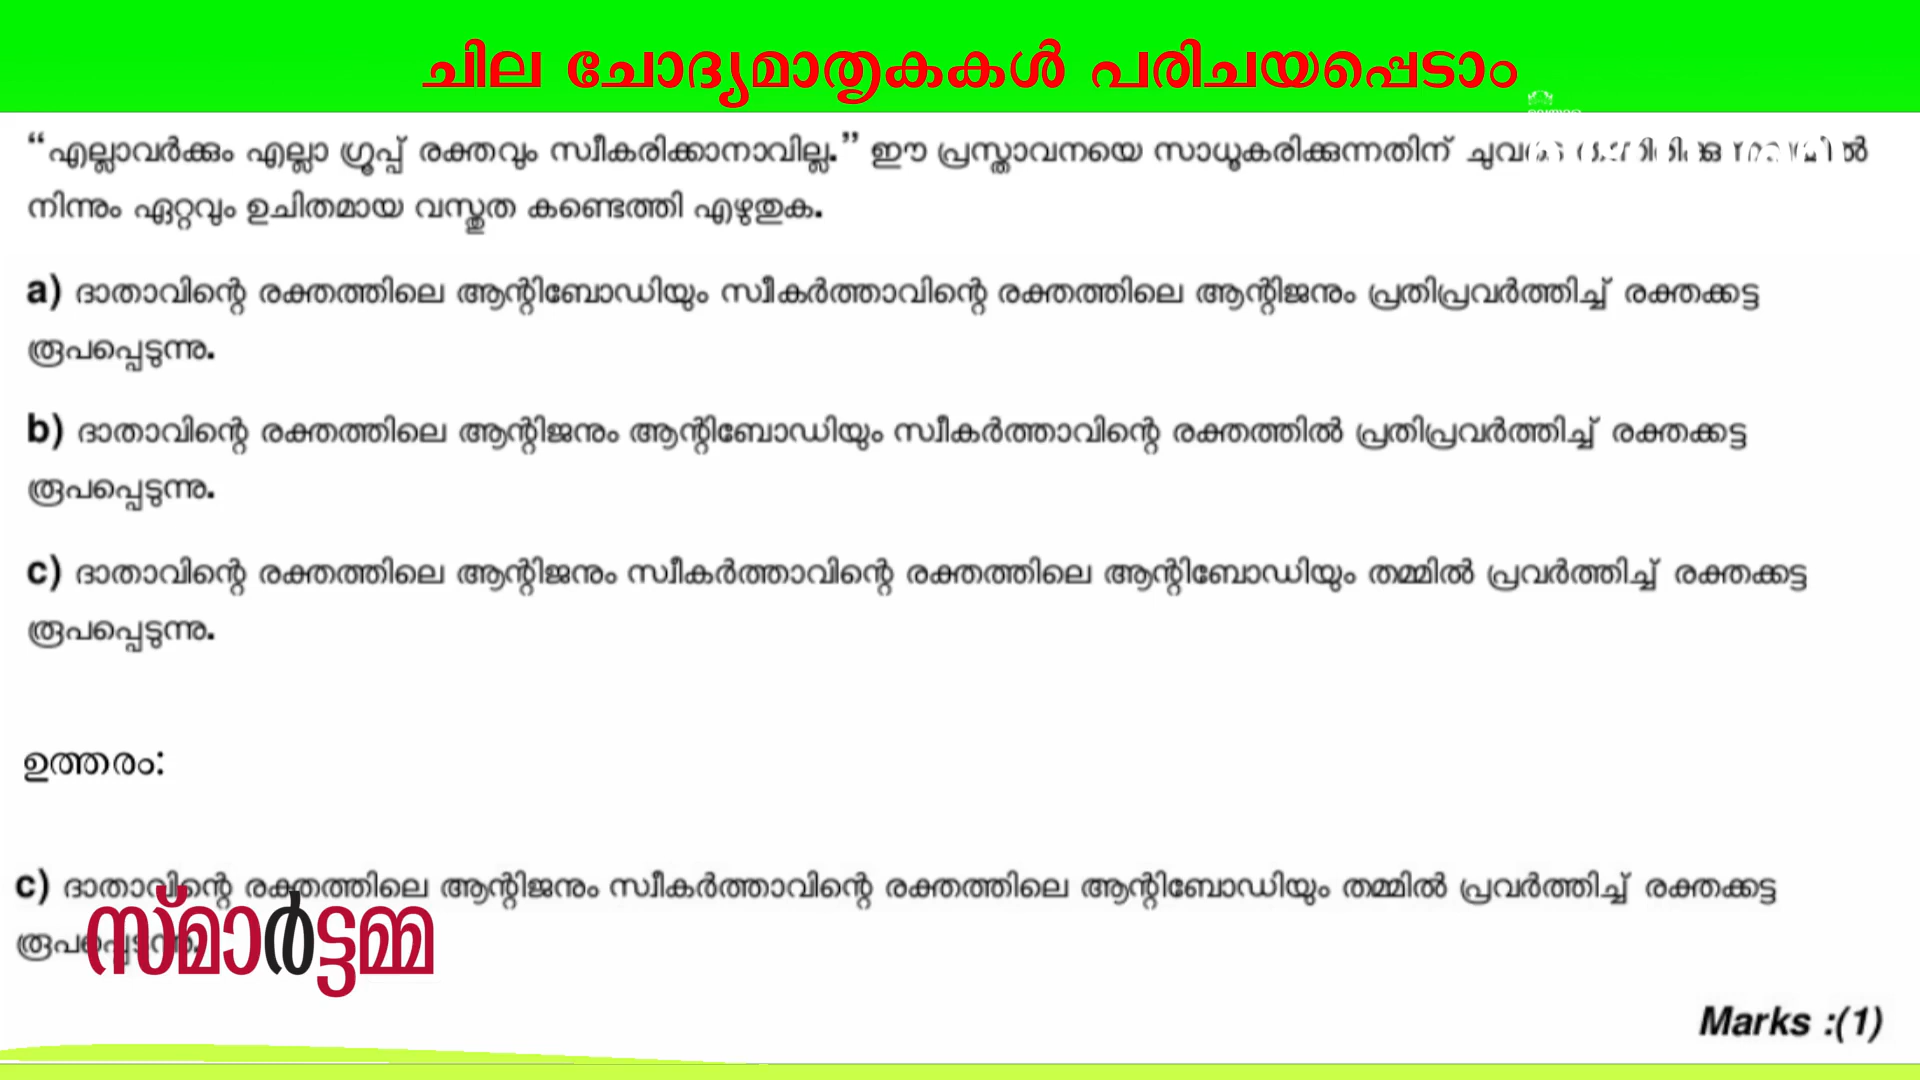 ചില ചോദ്യമാതൃകകൾ പരിചയപ്പെടാം
“എല്ലാവർക്കും എല്ലാ ഗ്രൂപ്പ് രക്തവും സ്വീകരിക്കാനാവില്ല.” ഈ പ്രസ്താവനയെ സാധൂകരിക്കുന്നതിന്
നിന്നും ഏറ്റവും ഉചിതമായ വസ്തുത കണ്ടെത്തി എഴുതുക.
a) ദാതാവിന്റെ രക്തത്തിലെ ആന്റിബോഡിയും സ്വീകർത്താവിന്റെ രക്തത്തിലെ ആന്റിജനും പ്രതിപ്രവർത്തിച്ച് രക്തക്കട്ട
രൂപപ്പെടുന്നു.
b) ദാതാവിന്റെ രക്തത്തിലെ ആന്റിജനും ആന്റിബോഡിയും സ്വീകർത്താവിന്റെ രക്തത്തിൽ പ്രതിപ്രവർത്തിച്ച് രക്തക്കട്ട
രൂപപ്പെടുന്നു.
c) ദാതാവിന്റെ രക്തത്തിലെ ആന്റിജനും സ്വീകർത്താവിന്റെ രക്തത്തിലെ ആന്റിബോഡിയും തമ്മിൽ പ്രവർത്തിച്ച് രക്തക്കട്ട
രൂപപ്പെടുന്നു.
ഉത്തരം:
c) ദാതാവിന്റെ രക്തത്തിലെ ആന്റിജനും സ്വീകർത്താവിന്റെ രക്തത്തിലെ ആന്റിബോഡിയും തമ്മിൽ പ്രവർത്തിച്ച് രക്തക്കട്ട
രൂപപ്പെടുന്നു.
സ്മാർട്ടമ്മ
Marks :(1)